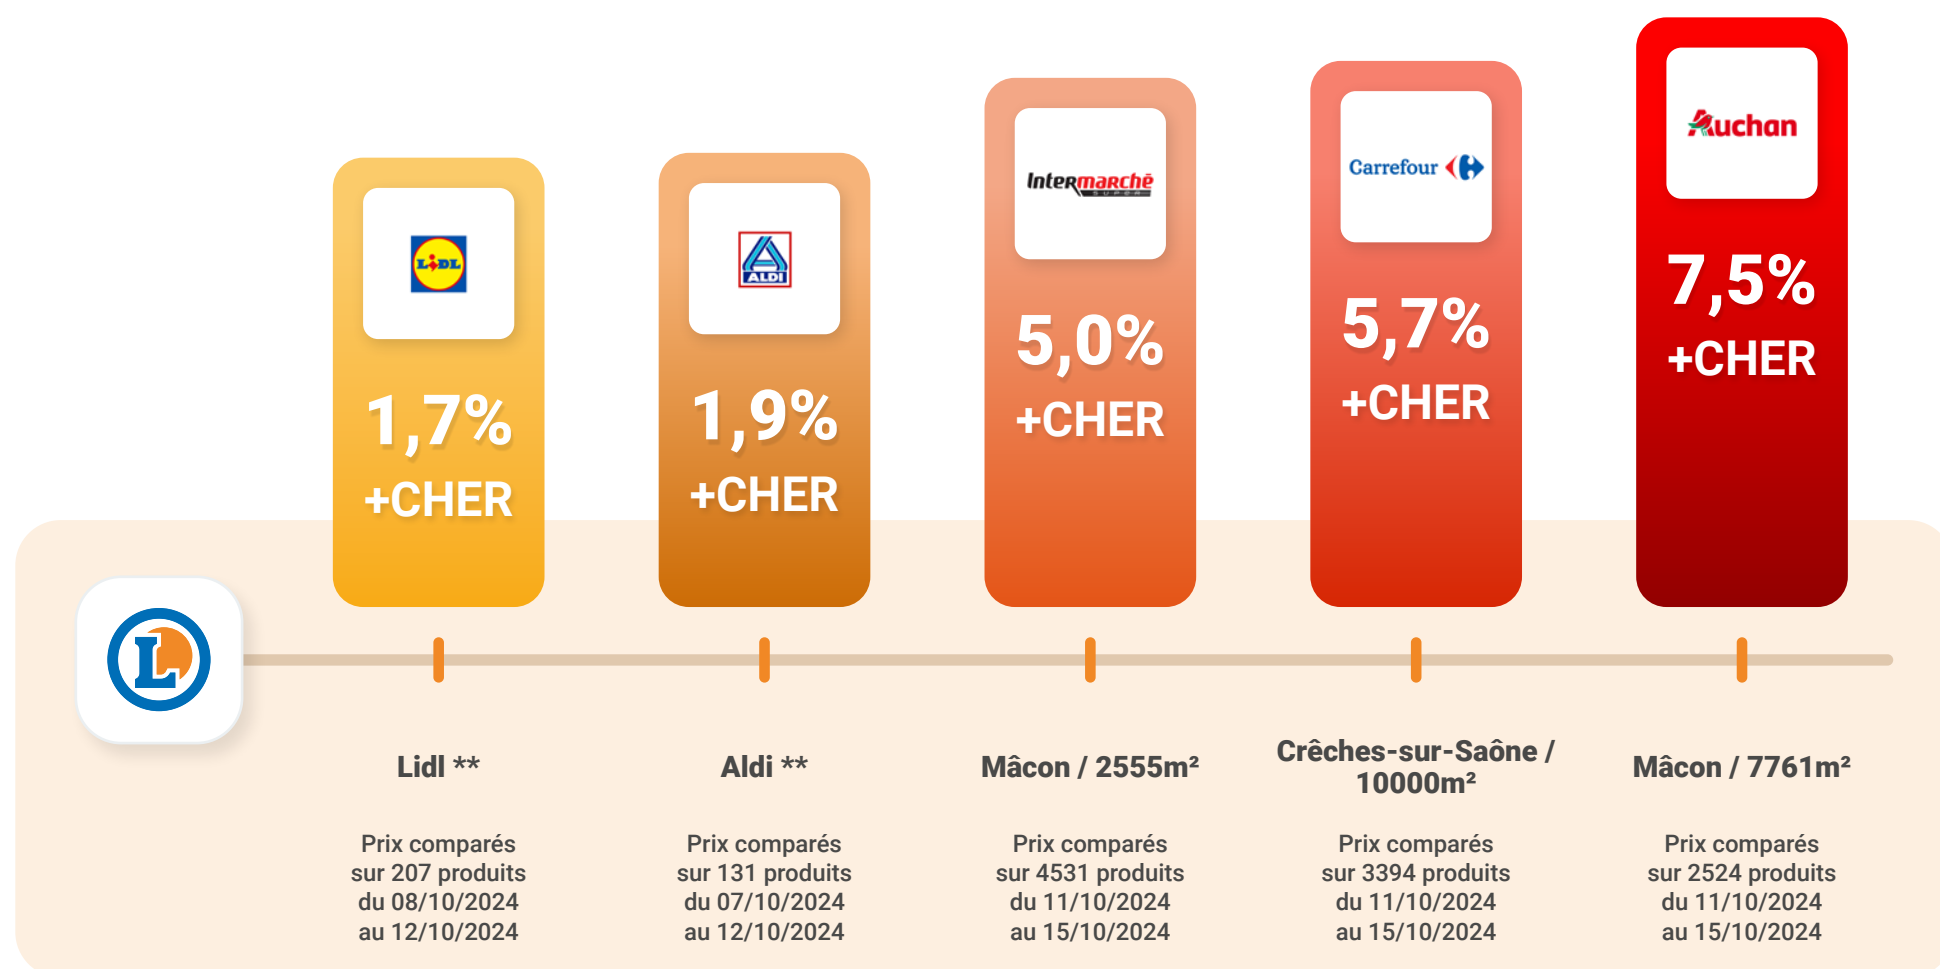 LiDL
1,7%
+CHER
ALDI
1,9%
+CHER
Intermarchē
SUPER
5,0%
+CHER
Carrefour
5,7%
+CHER
Auchan
7,5%
+CHER
L
Lidl **
Prix comparés
sur 207 produits
du 08/10/2024
au 12/10/2024
Aldi **
Prix comparés
sur 131 produits
du 07/10/2024
au 12/10/2024
Mâcon / 2555m²
Prix comparés
sur 4531 produits
du 11/10/2024
au 15/10/2024
Crêches-sur-Saône /
10000m²
Prix comparés
sur 3394 produits
du 11/10/2024
au 15/10/2024
Mâcon / 7761m²
Prix comparés
sur 2524 produits
du 11/10/2024
au 15/10/2024